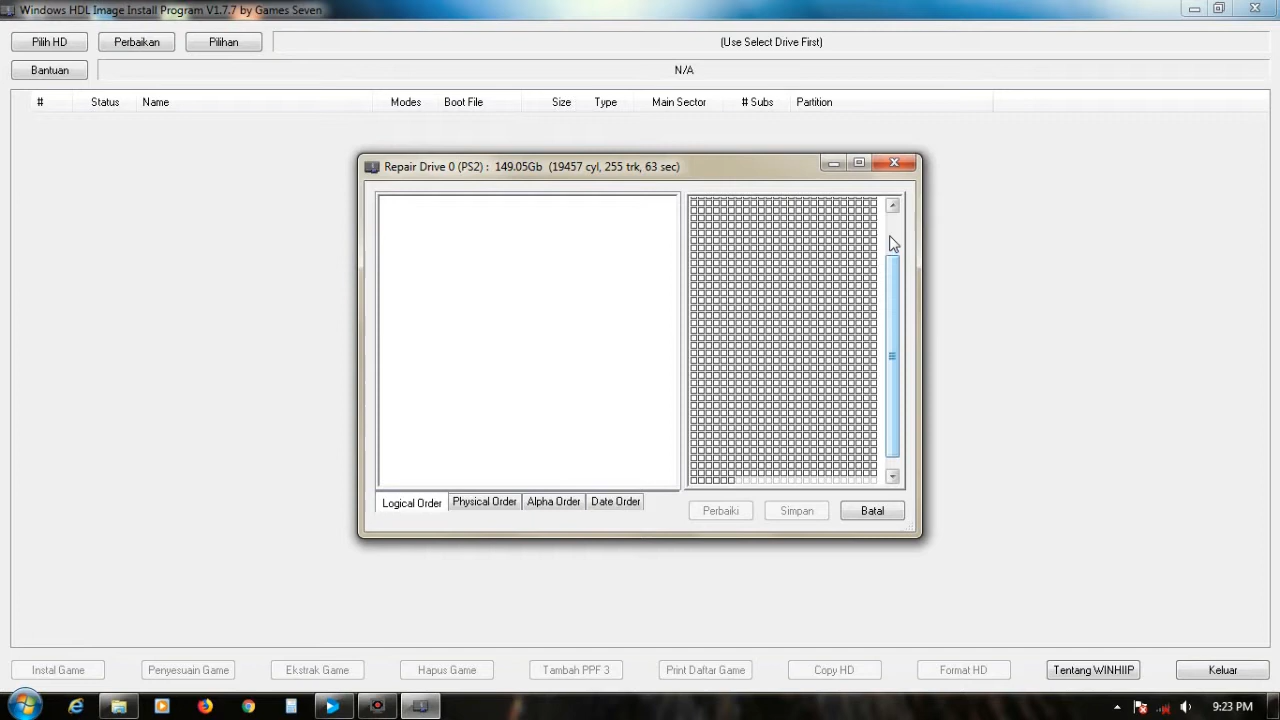 Windows HDL Image Install Program V1.7.7 by Games Seven
Pilih HD
Perbaikan
Pilihan
(Use Select Drive First)
Bantuan
N/A
# Status Name Modes Boot File Size Type Main Sector # Subs Partition
Repair Drive 0 (PS2) : 149.05Gb (19457 cyl, 255 trk, 63 sec)
Logical Order
Physical Order
Alpha Order
Date Order
Perbaiki
Simpan
Batal
Instal Game
Penyesuain Game
Ekstrak Game
Hapus Game
Tambah PPF 3
Print Daftar Game
Copy HD
Format HD
Tentang WINHIIP
Keluar
9:23 PM